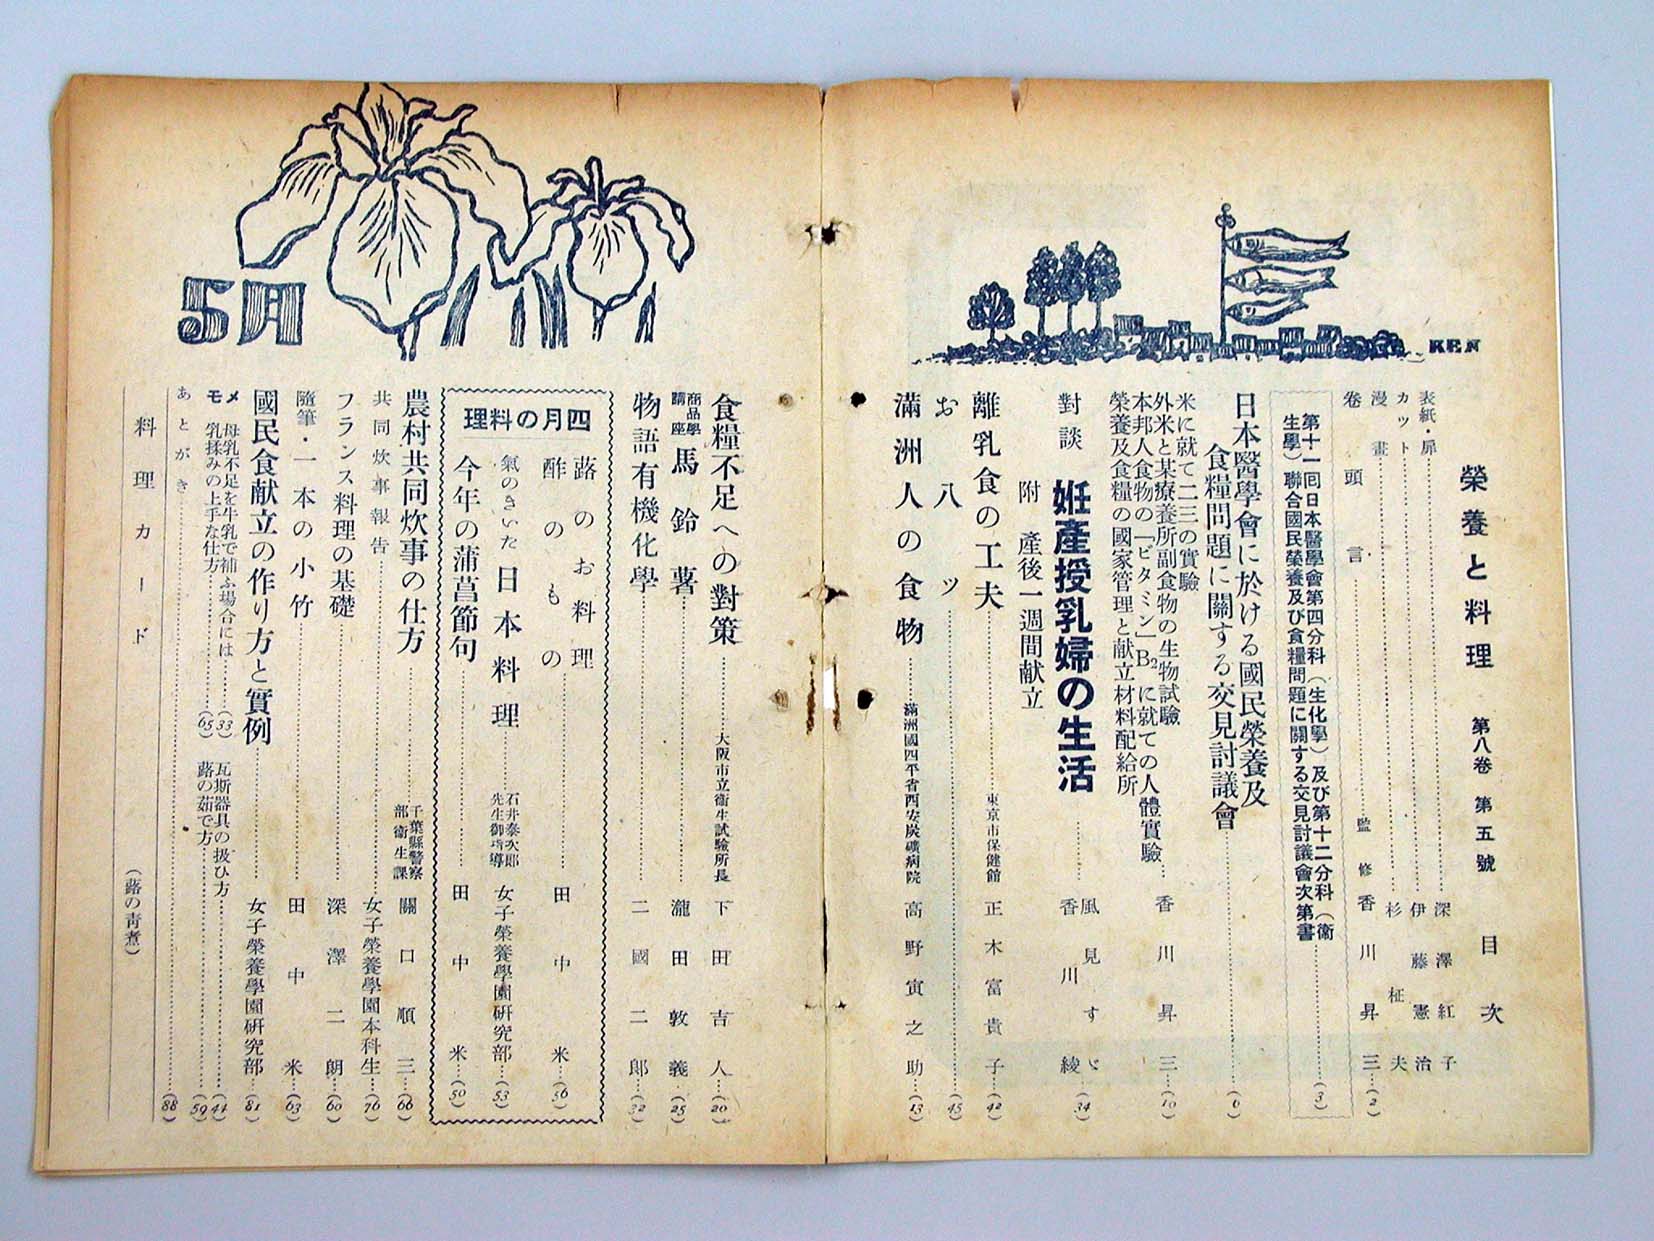 榮養と料理 第八卷 第五號 目次
表紙・扉……深澤紅子
カット……伊藤憲治
漫畫……杉柾夫
卷頭言……監修 香川昇三…(2)
第十一囘日本醫學會第四分科(生化學)及び第十二分科(衞
生學)聯合國民榮養及び食糧問題に關する交見討議會次第書…(3)
日本醫學會に於ける國民榮養及
食糧問題に關する交見討議會……(6)
米に就て二三の實驗
外米と某療養所副食物の生物試驗
本邦人食物の「ビタミン」B₂に就ての人體實驗…香川昇三…(10)
榮養及食糧の國家管理と献立材料配給所
對談 姙產授乳婦の生活……風見すゞ 香川綾(34)
附 產後一週間献立
離乳食の工夫……東京市保健館 正木富貴子…(42)
お八ッ……(45)
滿洲人の食物……滿洲國四平省西安炭礦病院 高野寅之助…(13)
KEN
食糧不足への對策……大阪市立衞生試驗所長 下田吉人…(20)
商品學講座 馬鈴薯……瀧田敦義…(25)
物語有機化學……二國二郎…(32)
四月の料理
蕗のお料理
酢のもの……田中米…(56)
氣のきいた日本料理……石井泰次郎先生御指導 女子榮養學園硏究部…(53)
今年の蒲菖節句……田中米…(50)
農村共同炊事の仕方……千葉縣警察部衞生課 關口順三…(66)
共同炊事報告……女子榮養學園本科生…(76)
フランス料理の基礎……深澤二朗…(60)
隨筆・一本の小竹……田中米…(63)
國民食献立の作り方と實例……女子榮養學園硏究部…(81)
メモ
母乳不足を牛乳で補ふ場合には……(33)
乳揉みの上手な仕方……(65)
瓦斯器具の扱ひ方……(44)
蕗の茹で方……(59)
あとがき……(88)
料理カード (蕗の靑煮)
5月